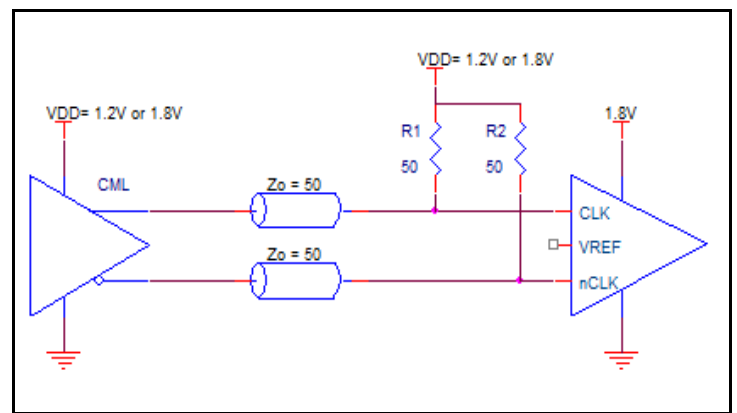 VDD= 1.2V or 1.8V
VDD= 1.2V or 1.8V
1.8V
R1
R2
50
50
CML
Zo = 50
Zo = 50
CLK
VREF
nCLK